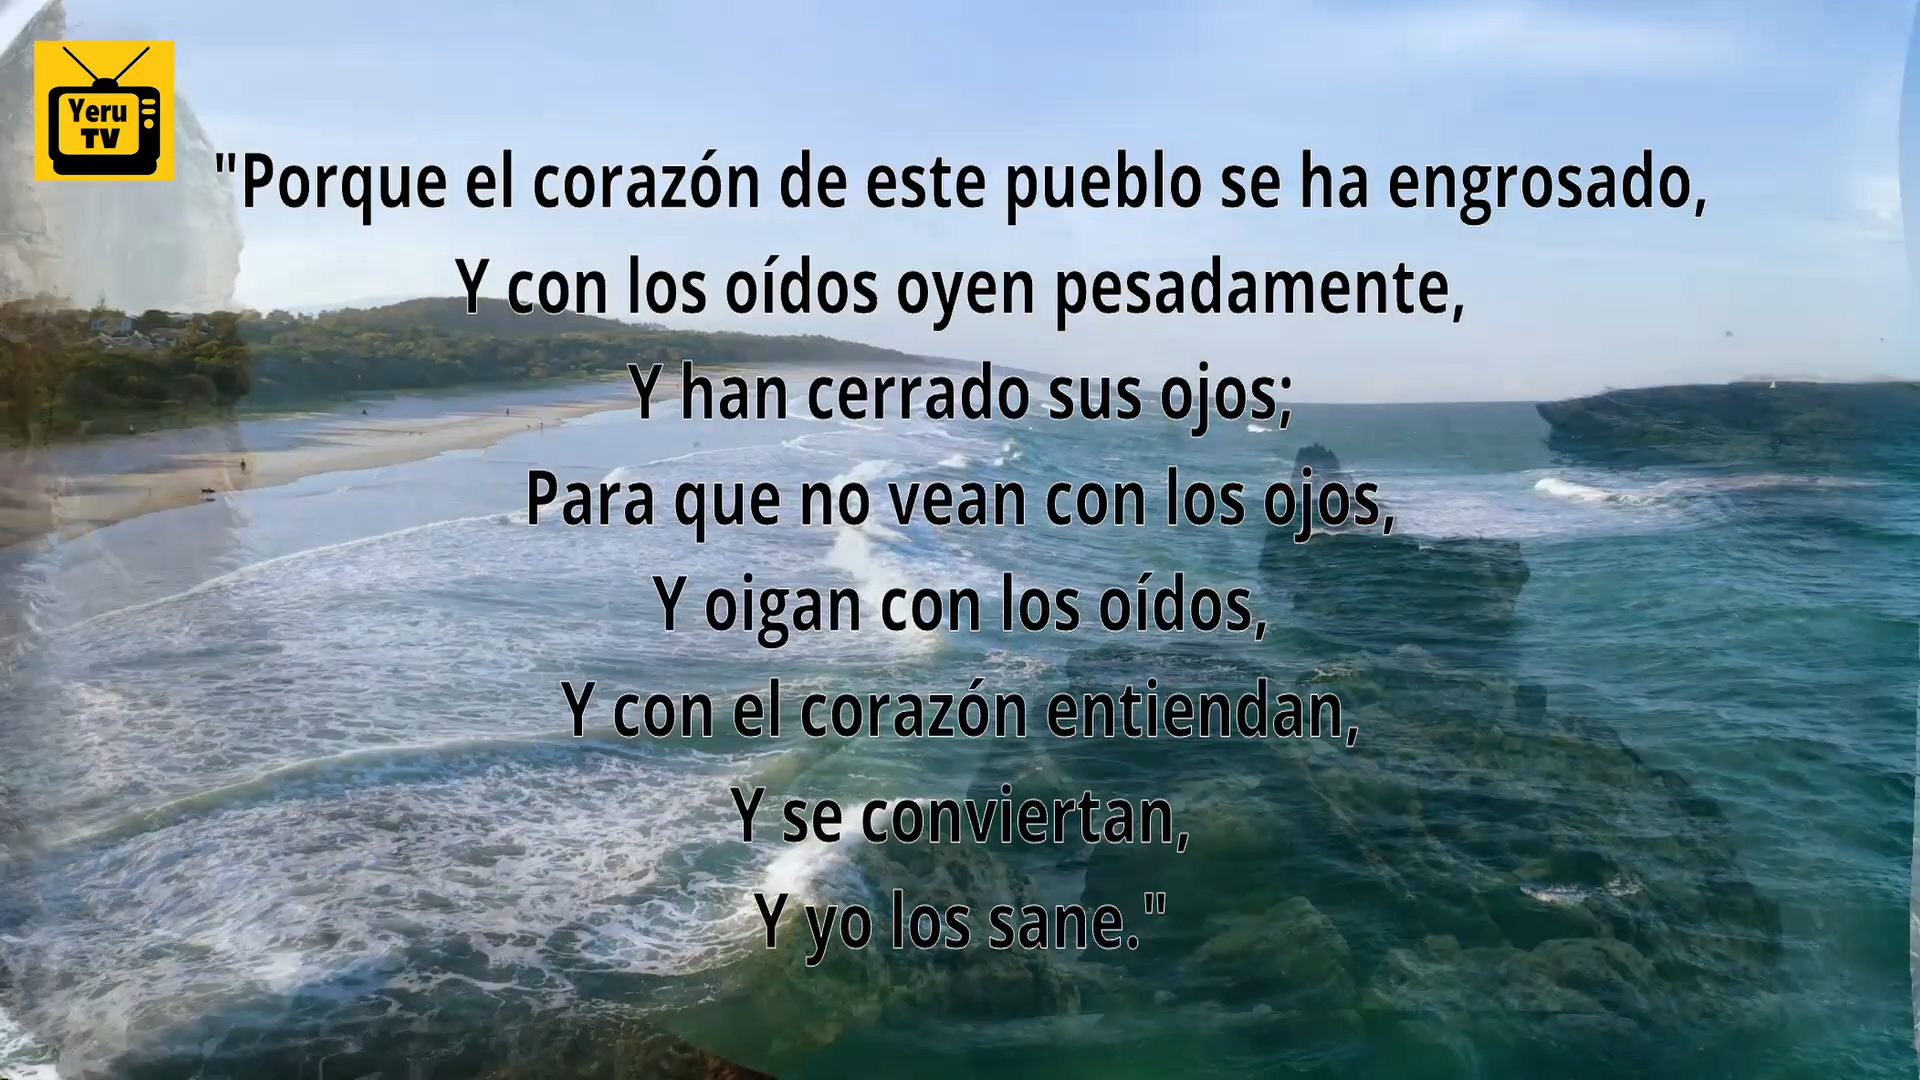 Yeru
TV
"Porque el corazón de este pueblo se ha engrosado,
Y con los oídos oyen pesadamente,
Y han cerrado sus ojos;
Para que no vean con los ojos,
Y oigan con los oídos,
Y con el corazón entiendan,
Y se conviertan,
Y yo los sane."